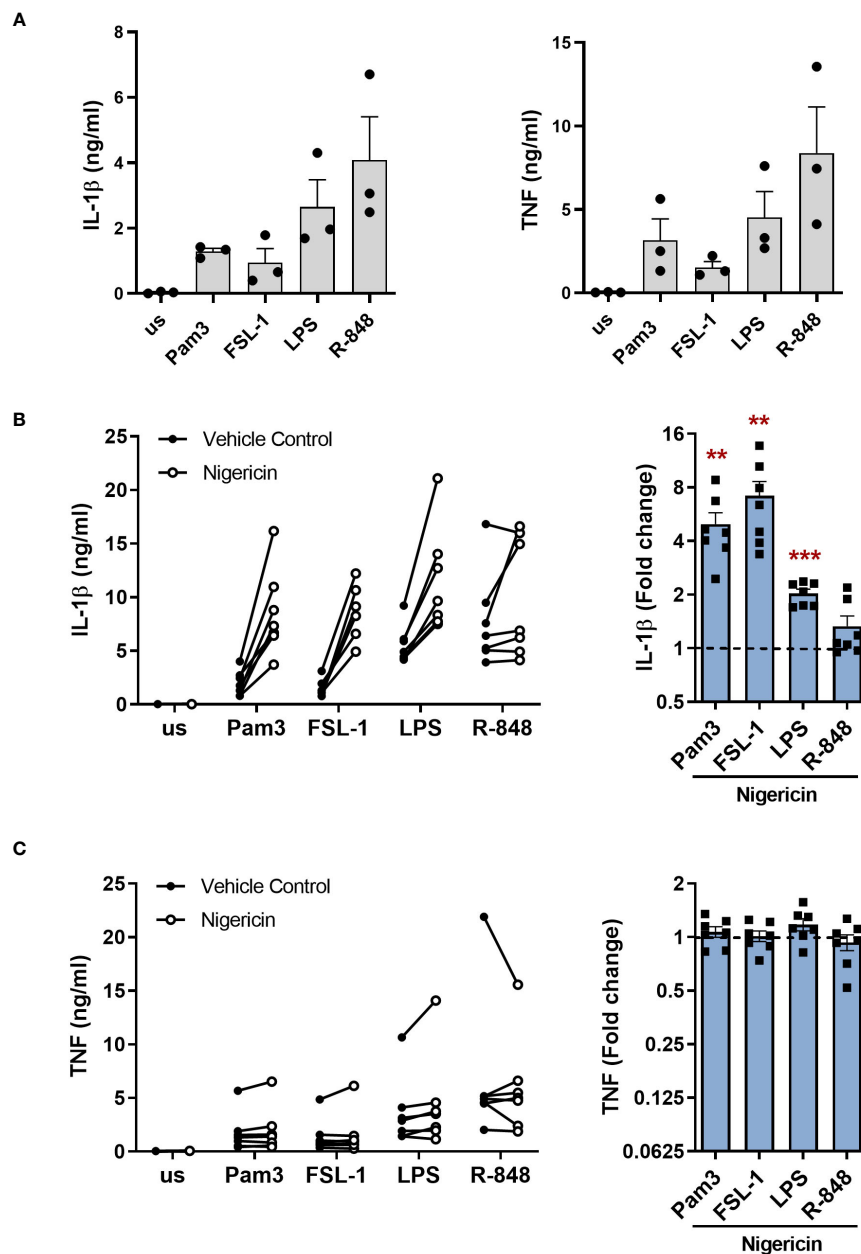 A
IL-1β (ng/ml)
8
6
4
2
0
us
Pam3
FSL-1
LPS
R-848
TNF (ng/ml)
15
10
5
0
us
Pam3
FSL-1
LPS
R-848
B
IL-1β (ng/ml)
25
20
15
10
5
0
Vehicle Control
Nigericin
us Pam3 FSL-1 LPS R-848
IL-1β (Fold change)
16
8
4
2
1
0.5
**
**
***
Pam3
FSL-1
LPS
R-848
Nigericin
C
TNF (ng/ml)
25
20
15
10
5
0
Vehicle Control
Nigericin
us Pam3 FSL-1 LPS R-848
TNF (Fold change)
2
1
0.5
0.25
0.125
0.0625
Pam3
FSL-1
LPS
R-848
Nigericin